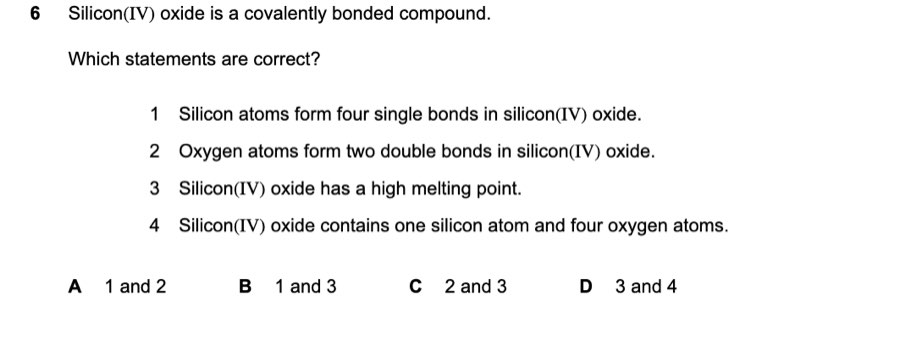 6 Silicon(IV) oxide is a covalently bonded compound.
Which statements are correct?
1 Silicon atoms form four single bonds in silicon(IV) oxide.
2 Oxygen atoms form two double bonds in silicon(IV) oxide.
3 Silicon(IV) oxide has a high melting point.
4 Silicon(IV) oxide contains one silicon atom and four oxygen atoms.
A 1 and 2 B 1 and 3 C 2 and 3 D 3 and 4